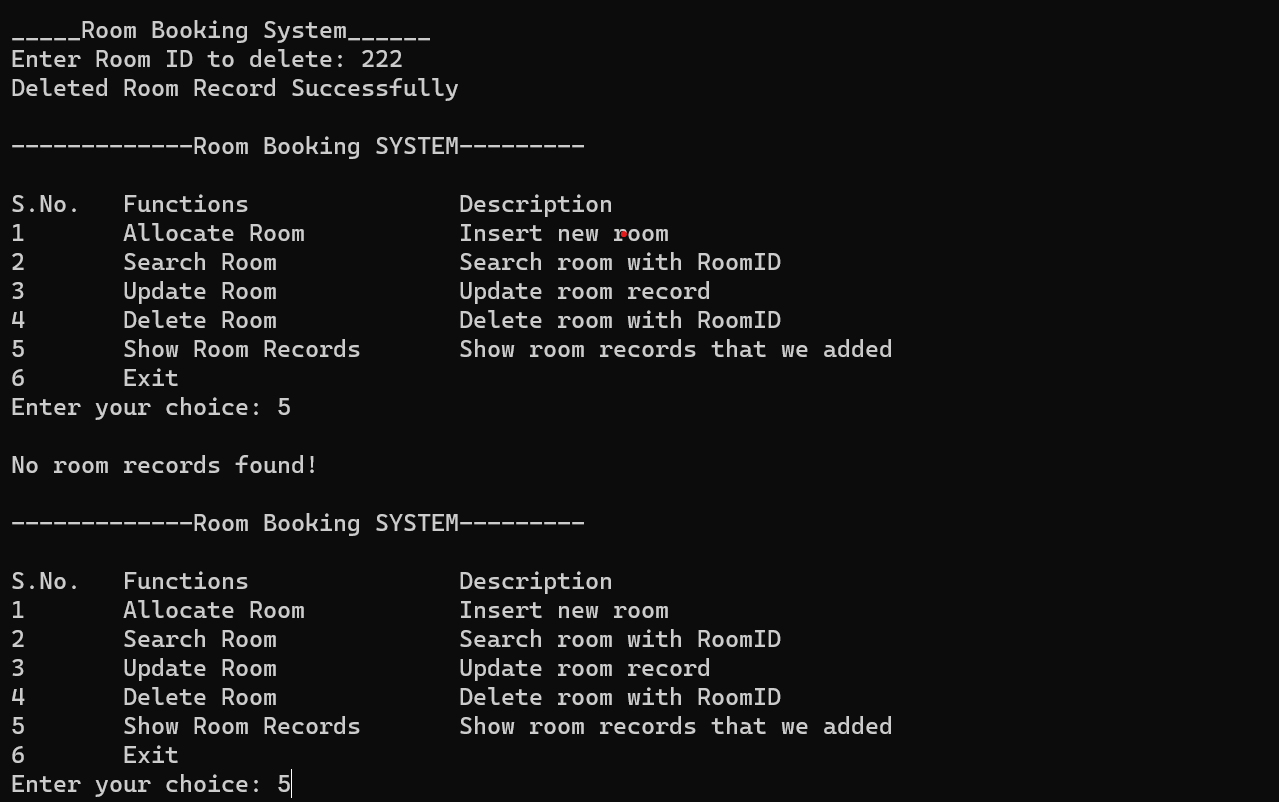 _____Room Booking System______
Enter Room ID to delete: 222
Deleted Room Record Successfully
-------------Room Booking SYSTEM---------
S.No.   Functions               Description
1       Allocate Room           Insert new room
2       Search Room             Search room with RoomID
3       Update Room             Update room record
4       Delete Room             Delete room with RoomID
5       Show Room Records       Show room records that we added
6       Exit
Enter your choice: 5
No room records found!
-------------Room Booking SYSTEM---------
S.No.   Functions               Description
1       Allocate Room           Insert new room
2       Search Room             Search room with RoomID
3       Update Room             Update room record
4       Delete Room             Delete room with RoomID
5       Show Room Records       Show room records that we added
6       Exit
Enter your choice: 5